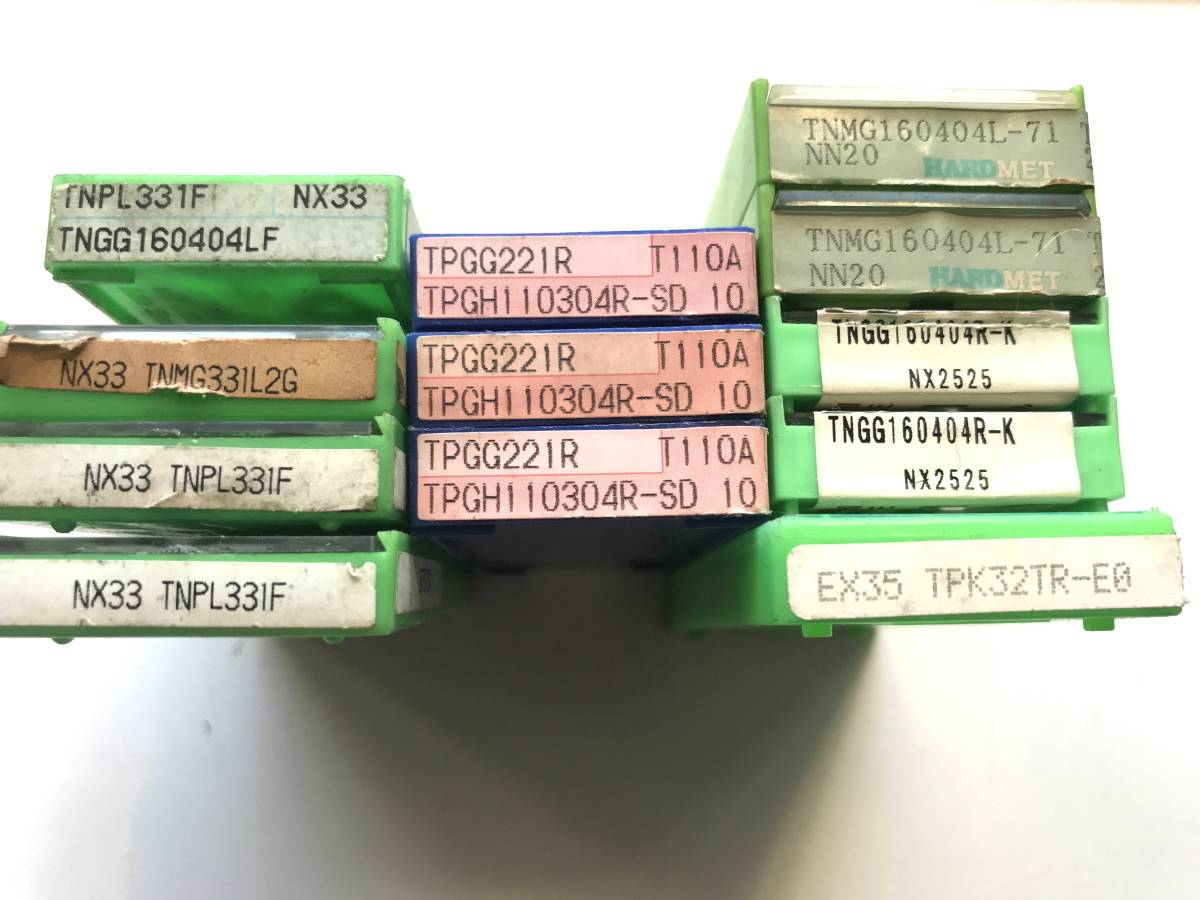 TNPL331F NX33
TNGG160404LF
NX33 TNMG331L2G
NX33 TNPL331F
NX33 TNPL331F
TPGG221R T110A
TPGH110304R-SD 10
TPGG221R T110A
TPGH110304R-SD 10
TPGG221R T110A
TPGH110304R-SD 10
TNMG160404L-71
NN20 HARDMET
TNMG160404L-71
NN20 HARDMET
TNGG160404R-K
NX2525
TNGG160404R-K
NX2525
EX35 TPK32TR-E0